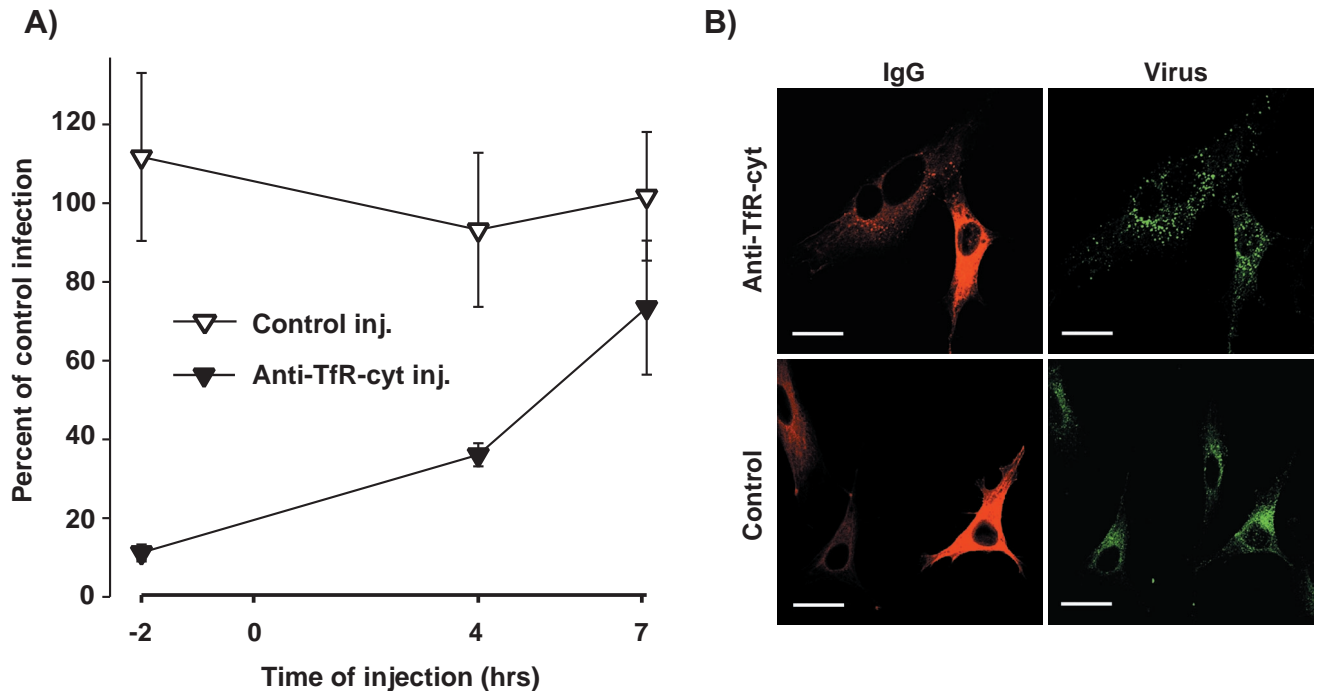 A)
Percent of control infection
120
100
80
60
40
20
0
Control inj.
Anti-TfR-cyt inj.
-2 0 4 7
Time of injection (hrs)
B)
IgG Virus
Anti-TfR-cyt
Control